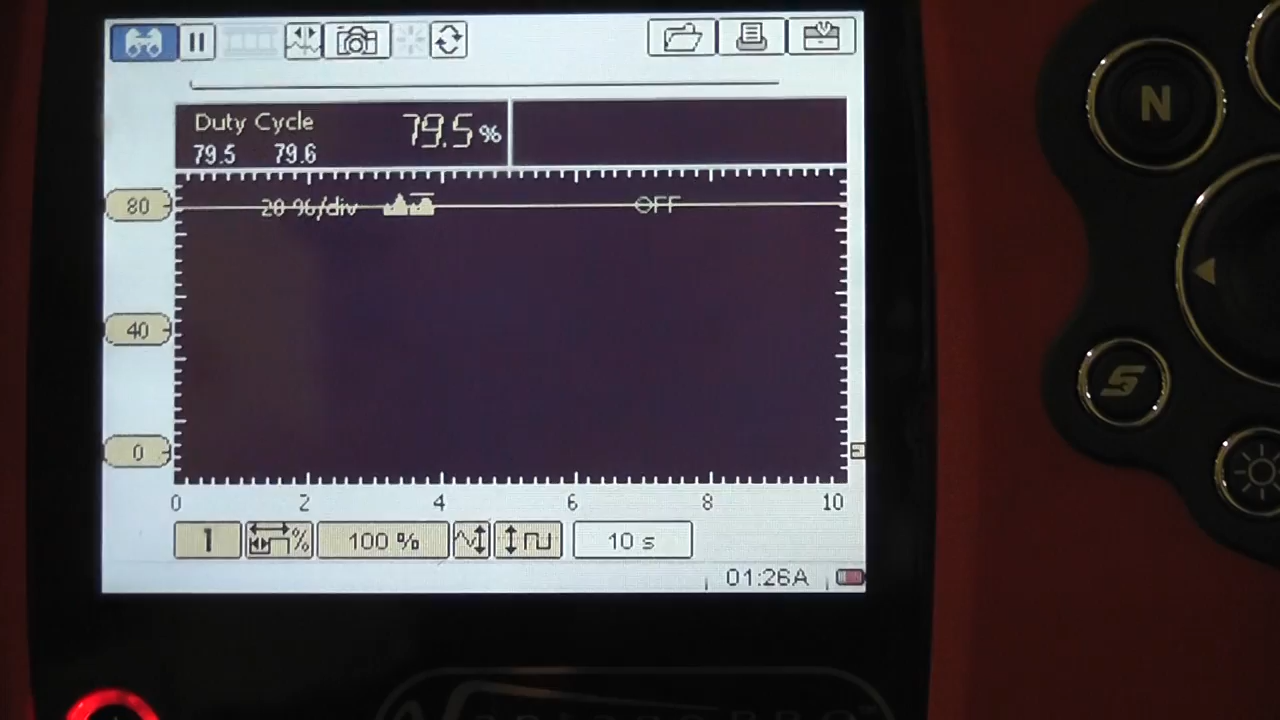 Duty Cycle 79.5 %
79.5 79.6
80 20 %/div OFF
40
0
0 2 4 6 8 10
1 % 100 % 10 s
01:26A
N
S